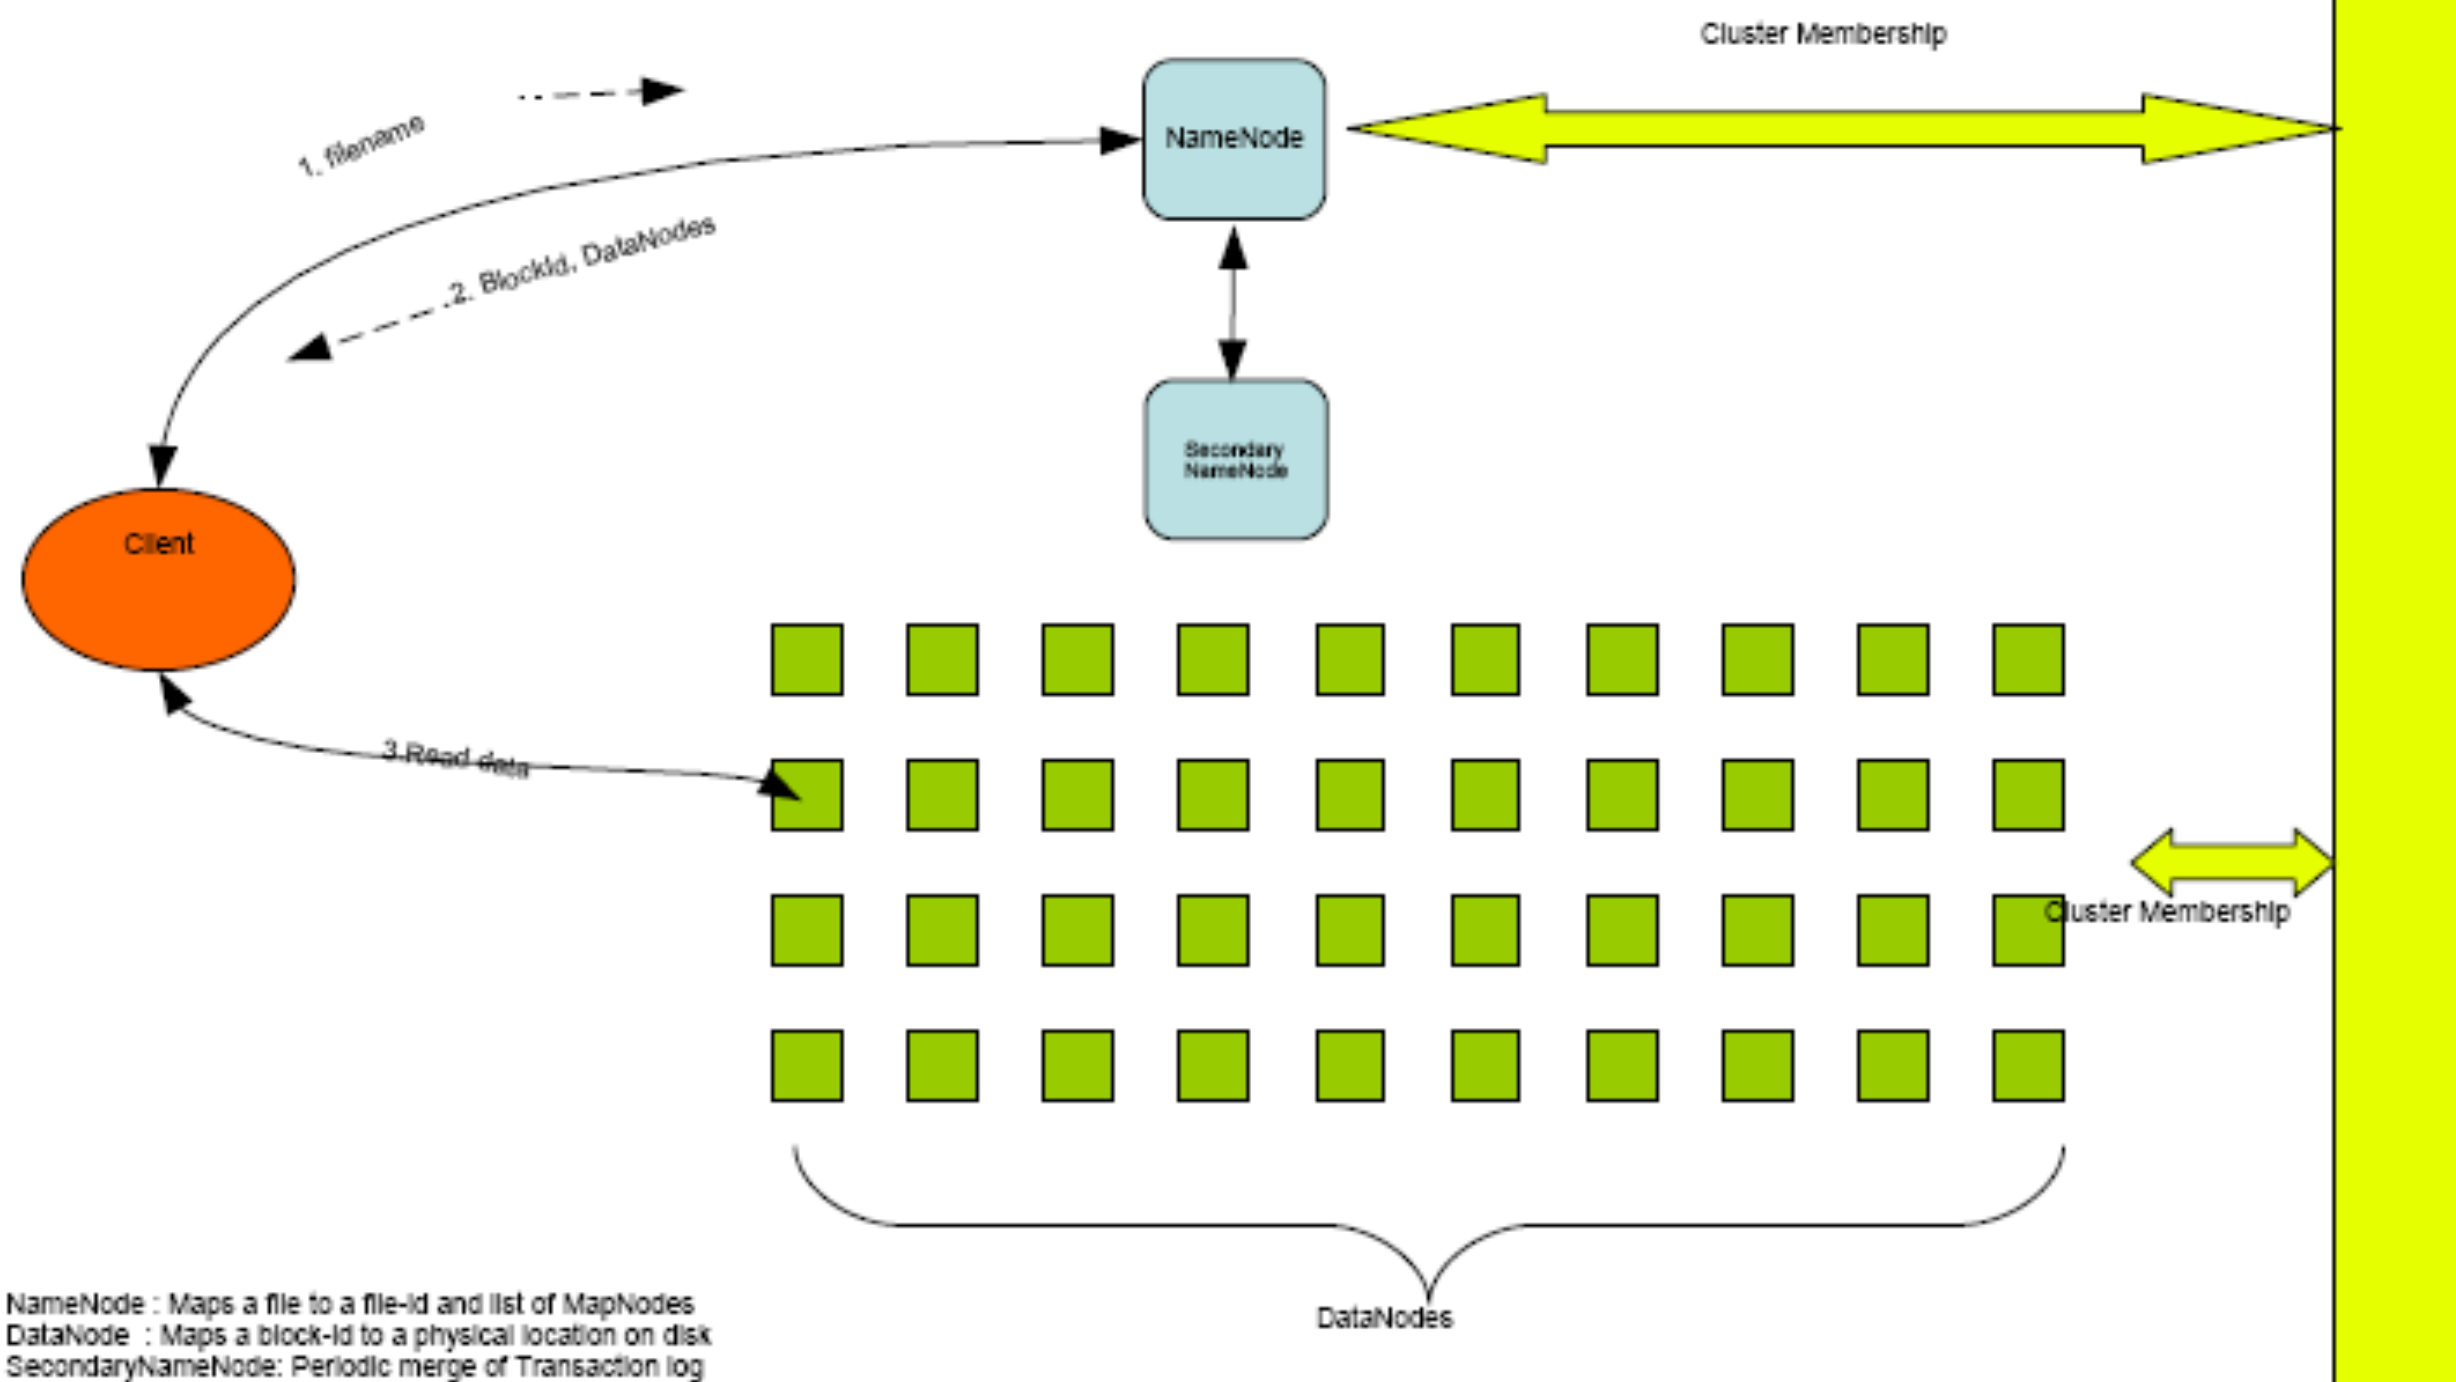 Cluster Membership
1. filename
NameNode
2. BlockId, DataNodes
Secondary
NameNode
Client
3.Read data
Cluster Membership
DataNodes
NameNode : Maps a file to a file-id and list of MapNodes
DataNode : Maps a block-id to a physical location on disk
SecondaryNameNode: Periodic merge of Transaction log